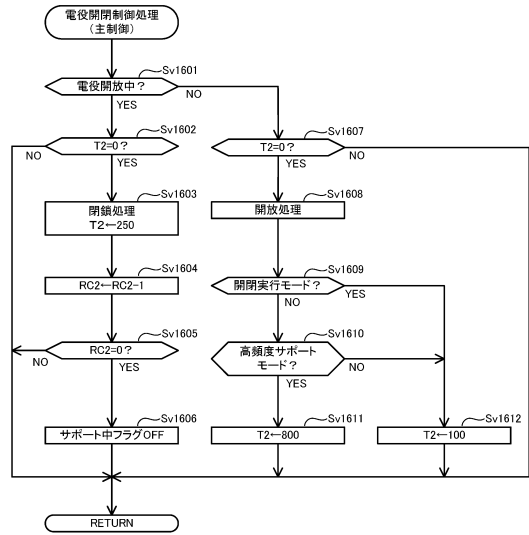 電役開閉制御処理
(主制御)
Sv1601
電役開放中？
NO
YES
Sv1602
T2=0？
NO
YES
Sv1603
閉鎖処理
T2←250
Sv1604
RC2←RC2-1
Sv1605
RC2=0？
NO
YES
Sv1606
サポート中フラグOFF
Sv1607
T2=0？
NO
YES
Sv1608
開放処理
Sv1609
開閉実行モード？
YES
NO
Sv1610
高頻度サポート
モード？
NO
YES
Sv1611
T2←800
Sv1612
T2←100
RETURN